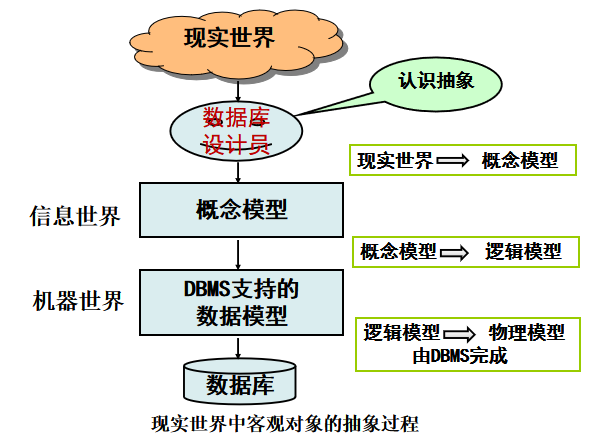 现实世界
认识抽象
数据库
设计员
现实世界 概念模型
信息世界
概念模型
概念模型 逻辑模型
机器世界
DBMS支持的
数据模型
逻辑模型 物理模型
由DBMS完成
数据库
现实世界中客观对象的抽象过程